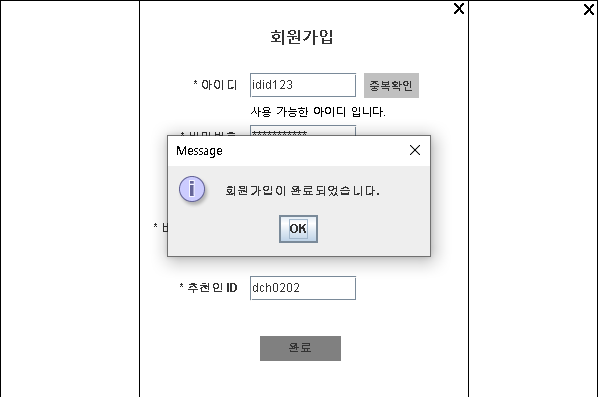 회원가입
* 아이디 idid123 중복확인
사용 가능한 아이디 입니다.
***********
Message
회원가입이 완료되었습니다.
OK
* 추천인 ID dch0202
완료